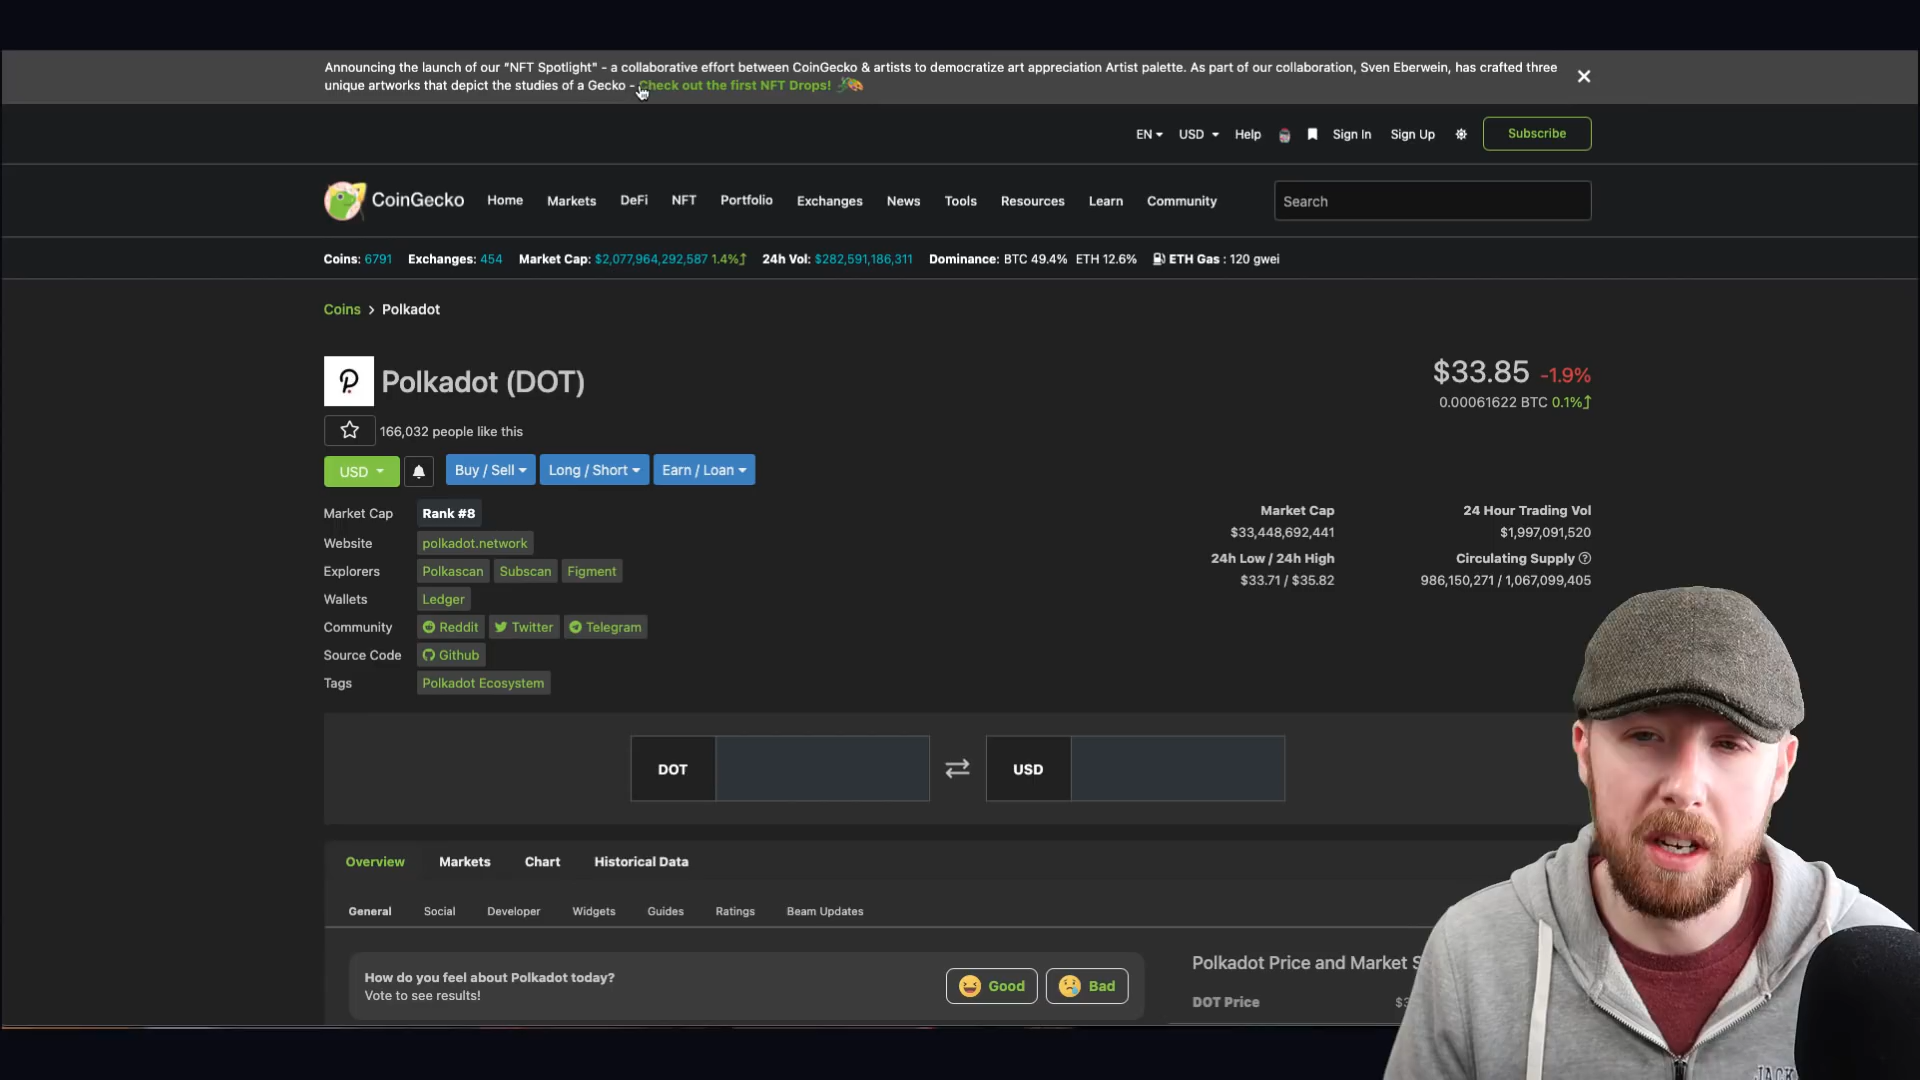 Announcing the launch of our "NFT Spotlight" - a collaborative effort between CoinGecko & artists to democratize art appreciation Artist palette. As part of our collaboration, Sven Eberwein, has crafted three
unique artworks that depict the studies of a Gecko - Check out the first NFT Drops!
EN USD Help Sign In Sign Up Subscribe
CoinGecko Home Markets DeFi NFT Portfolio Exchanges News Tools Resources Learn Community Search
Coins: 6791 Exchanges: 454 Market Cap: $2,077,964,292,587 1.4% 24h Vol: $282,591,186,311 Dominance: BTC 49.4% ETH 12.6% ETH Gas : 120 gwei
Coins > Polkadot
Polkadot (DOT)
$33.85 -1.9%
0.00061622 BTC 0.1%
166,032 people like this
USD Buy / Sell Long / Short Earn / Loan
Market Cap Rank #8
Website polkadot.network
Explorers Polkascan Subscan Figment
Wallets Ledger
Community Reddit Twitter Telegram
Source Code Github
Tags Polkadot Ecosystem
Market Cap 24 Hour Trading Vol
$33,448,692,441 $1,997,091,520
24h Low / 24h High Circulating Supply
$33.71 / $35.82 986,150,271 / 1,067,099,405
DOT USD
Overview Markets Chart Historical Data
General Social Developer Widgets Guides Ratings Beam Updates
How do you feel about Polkadot today?
Vote to see results!
Good Bad
Polkadot Price and Market S
DOT Price $3
JACK